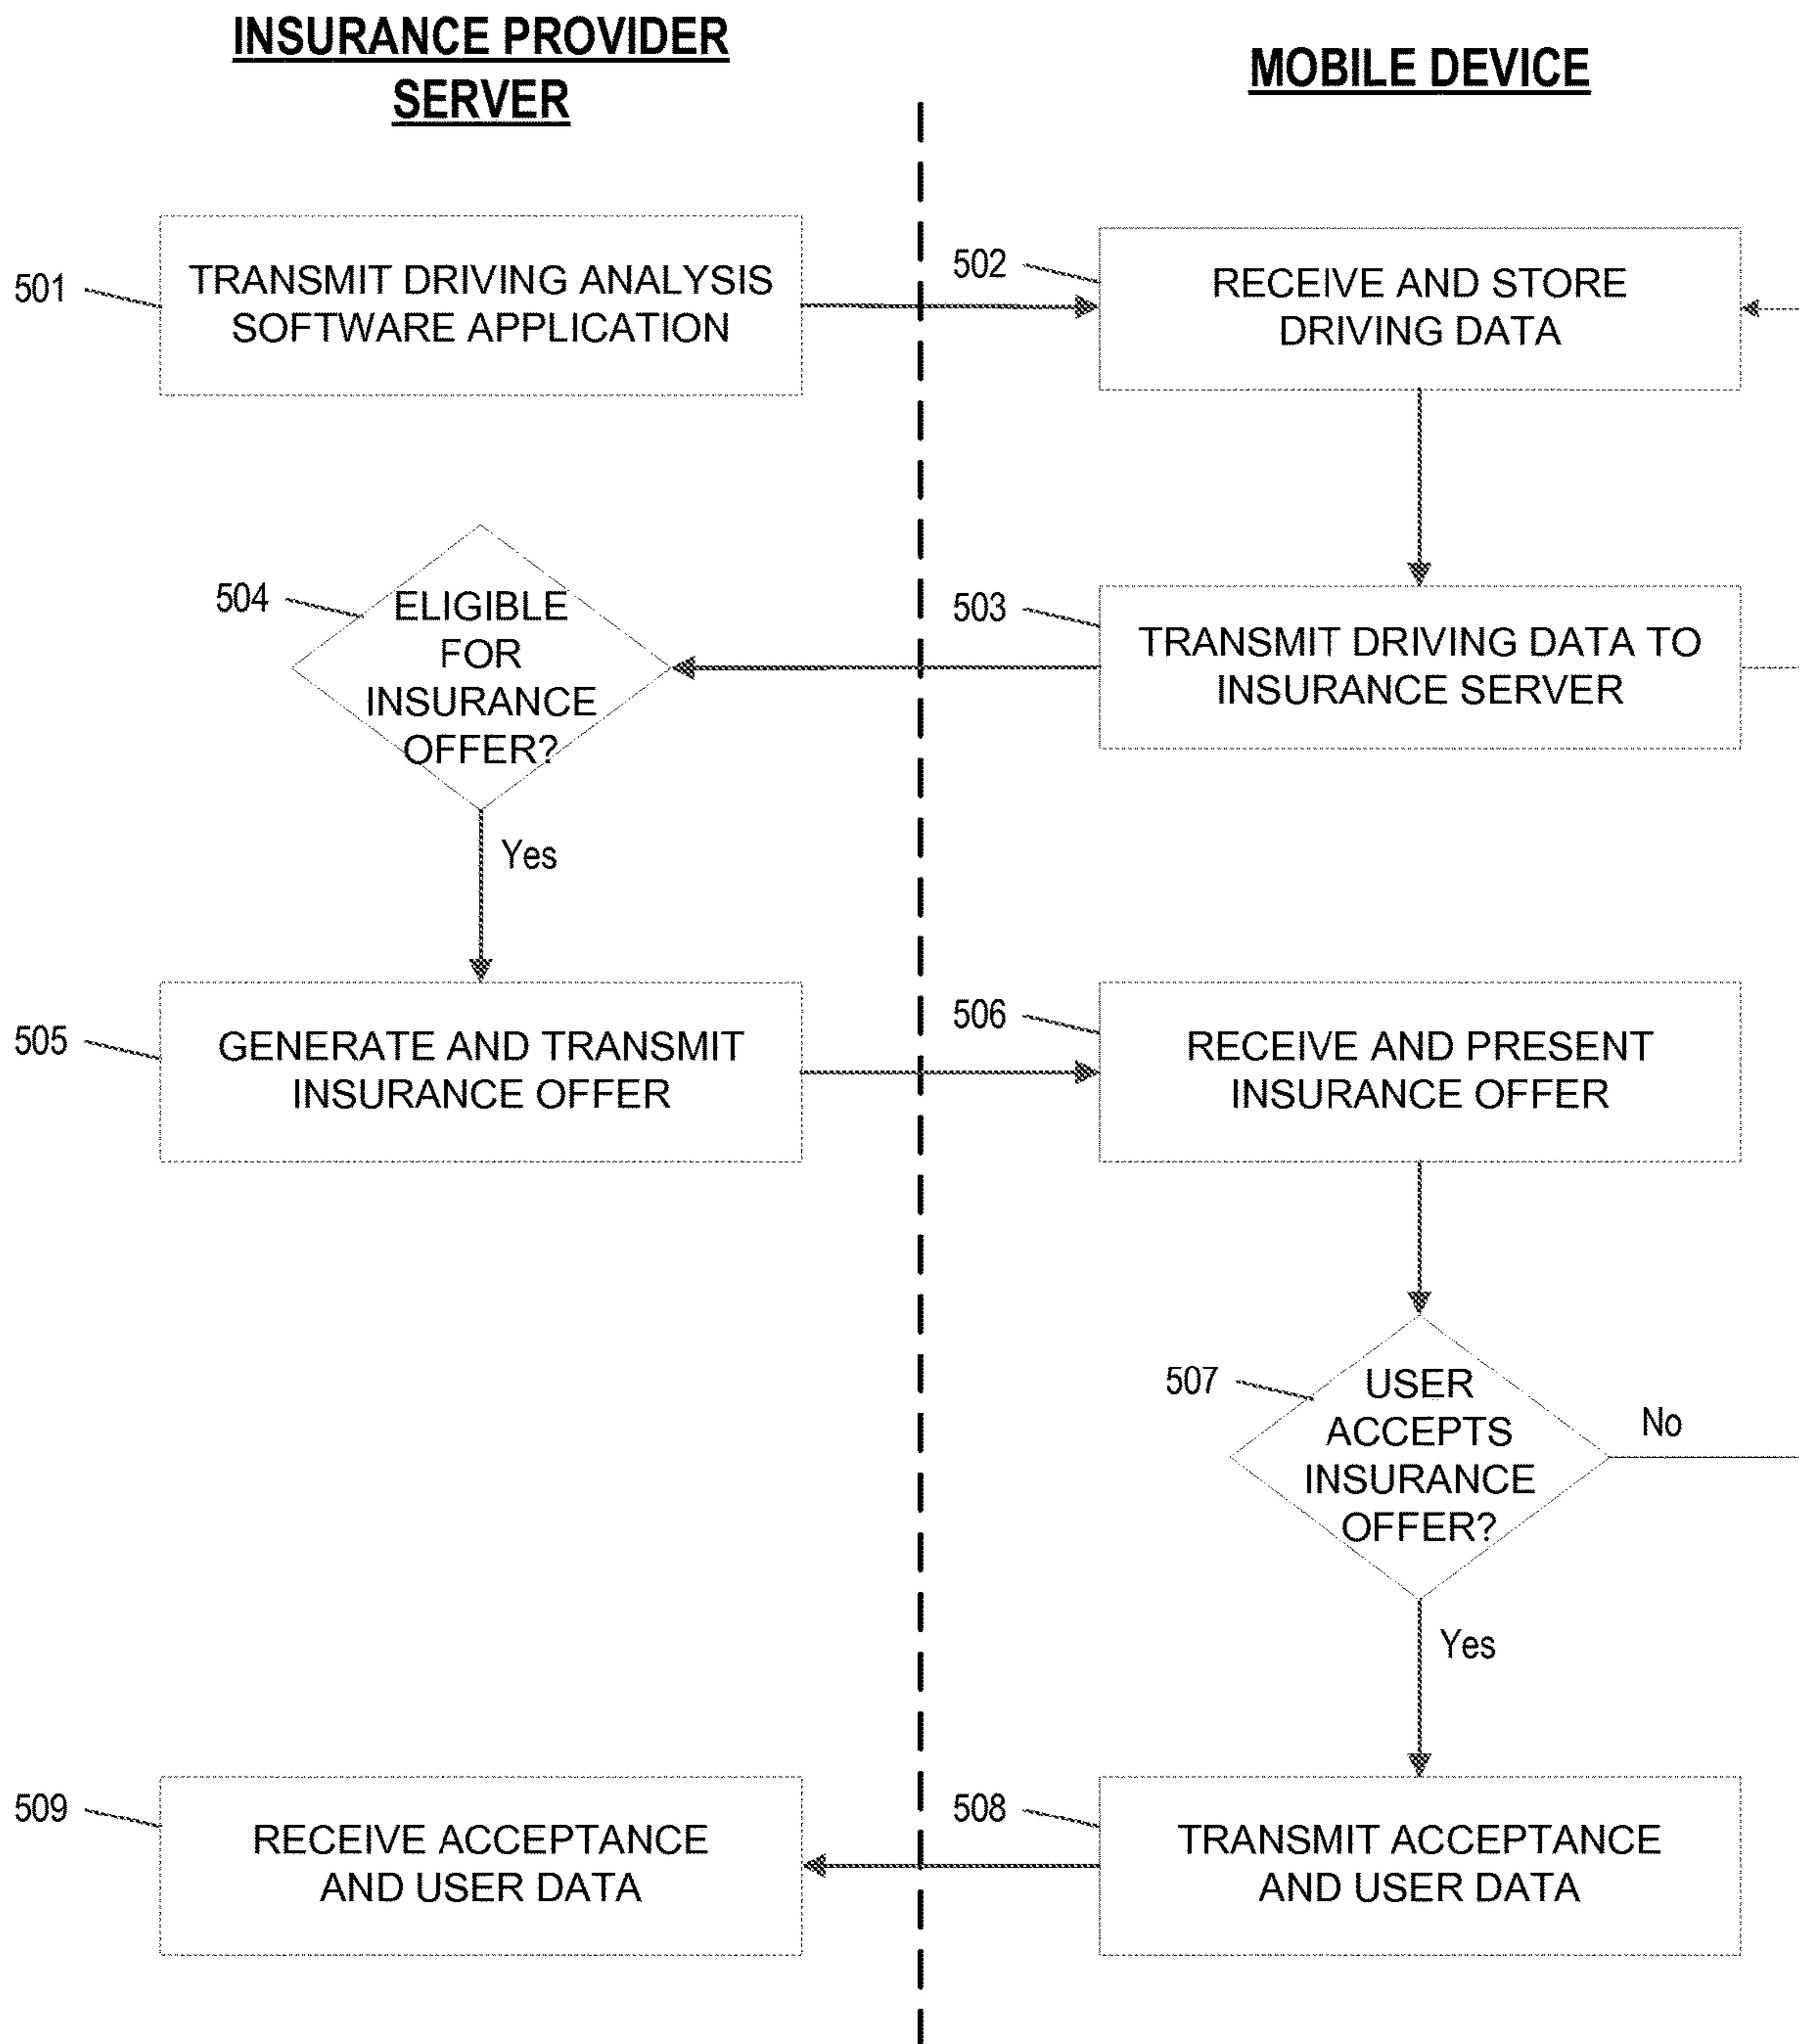 INSURANCE PROVIDER
SERVER
MOBILE DEVICE
501
TRANSMIT DRIVING ANALYSIS
SOFTWARE APPLICATION
502
RECEIVE AND STORE
DRIVING DATA
503
TRANSMIT DRIVING DATA TO
INSURANCE SERVER
504
ELIGIBLE
FOR
INSURANCE
OFFER?
Yes
505
GENERATE AND TRANSMIT
INSURANCE OFFER
506
RECEIVE AND PRESENT
INSURANCE OFFER
507
USER
ACCEPTS
INSURANCE
OFFER?
No
Yes
508
TRANSMIT ACCEPTANCE
AND USER DATA
509
RECEIVE ACCEPTANCE
AND USER DATA